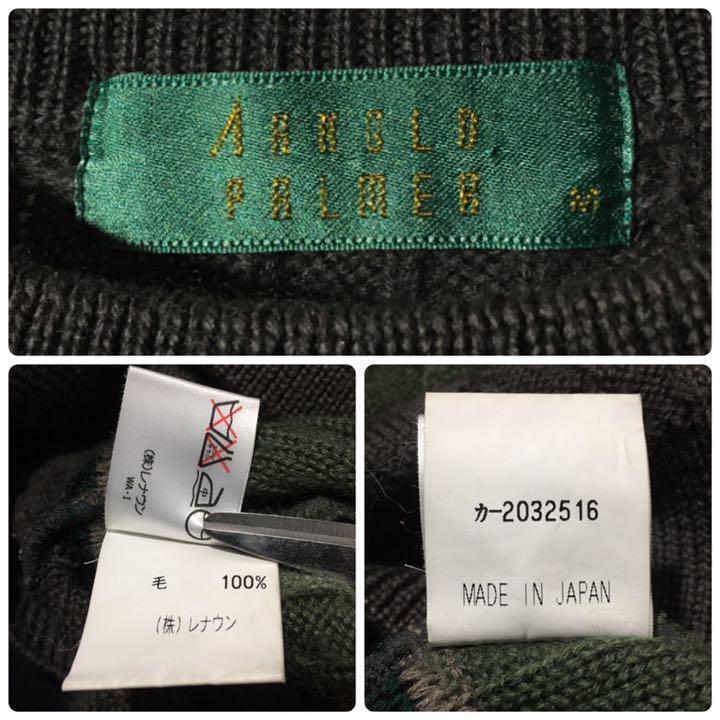 ARNOLD
PALMER M
(株)レナウン
WA・1
中
毛 100%
(株)レナウン
カー2032516
MADE IN JAPAN